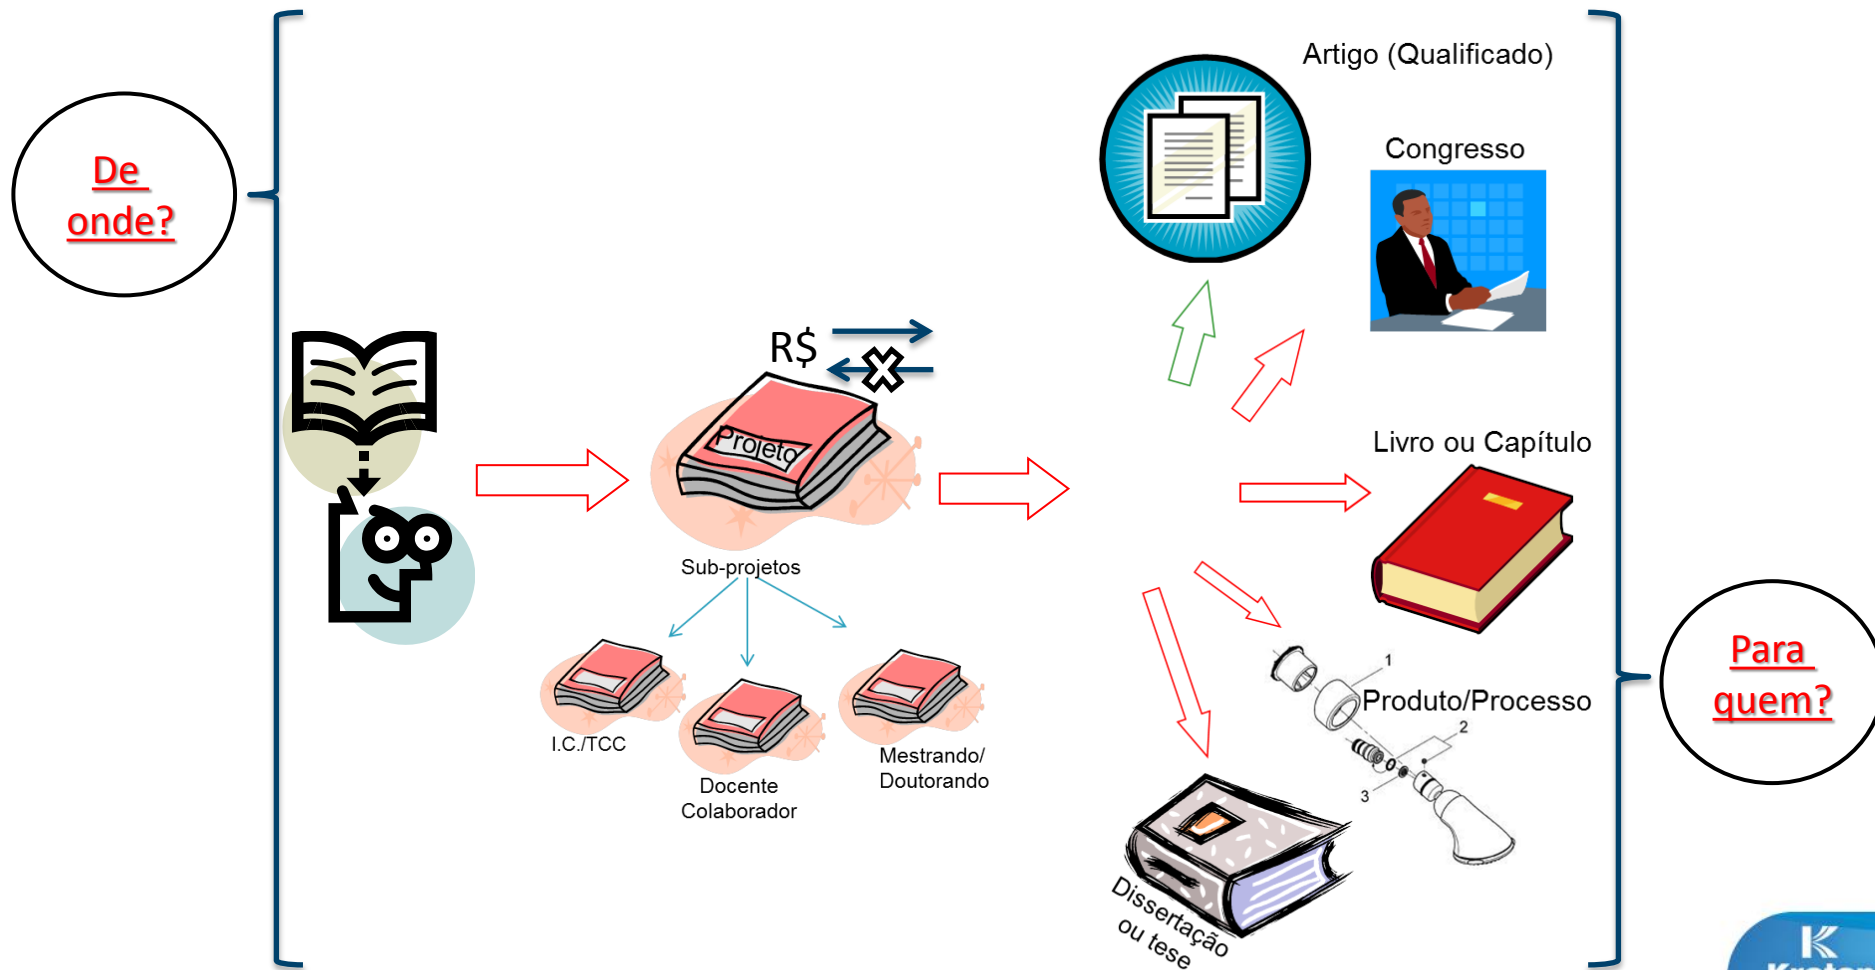 De
onde?
R$
Projeto
Sub-projetos
I.C./TCC
Docente
Colaborador
Mestrando/
Doutorando
Artigo (Qualificado)
Congresso
Livro ou Capítulo
1
Produto/Processo
2
3
Dissertação
ou tese
Para
quem?
K